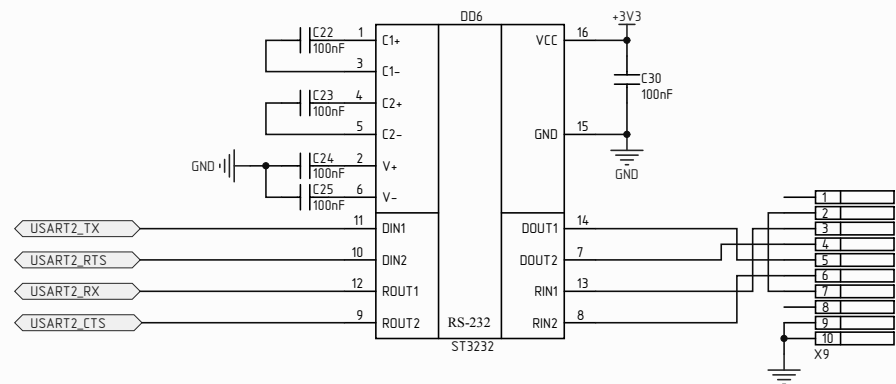 DD6
+3V3
C22
100nF
1
C1+
VCC
16
3
C1-
C30
100nF
C23
100nF
4
C2+
5
C2-
GND
15
GND
GND
C24
100nF
2
V+
C25
100nF
6
V-
USART2_TX
11
DIN1
DOUT1
14
USART2_RTS
10
DIN2
DOUT2
7
USART2_RX
12
ROUT1
RIN1
13
USART2_CTS
9
ROUT2
RS-232
RIN2
8
ST3232
1
2
3
4
5
6
7
8
9
10
X9